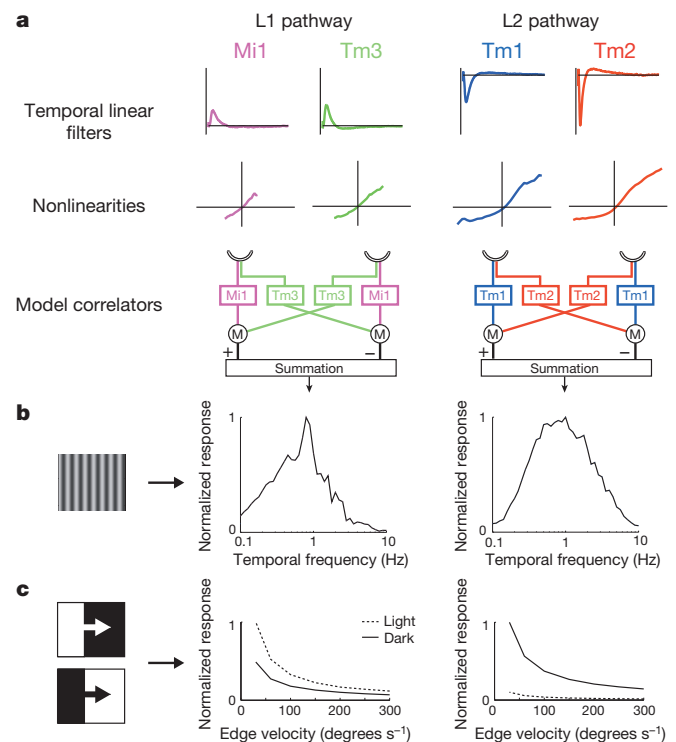 a
L1 pathway L2 pathway
Mi1 Tm3 Tm1 Tm2
Temporal linear
filters
Nonlinearities
Model correlators
Mi1 Tm3 Tm3 Mi1 Tm1 Tm2 Tm2 Tm1
M M M M
+ − + −
Summation Summation
b
Normalized response
1
0
0.1 1 10
Temporal frequency (Hz)
Normalized response
1
0
0.1 1 10
Temporal frequency (Hz)
c
Normalized response
1
0
0 100 200 300
Light
Dark
Edge velocity (degrees s⁻¹)
Normalized response
1
0
0 100 200 300
Edge velocity (degrees s⁻¹)